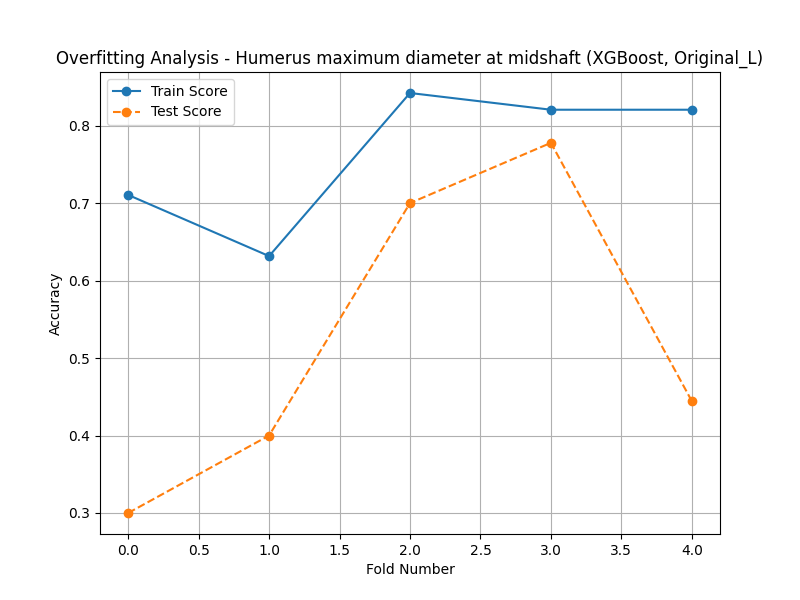 Overfitting Analysis - Humerus maximum diameter at midshaft (XGBoost, Original_L)
Train Score
Test Score
0.8
0.7
0.6
0.5
0.4
0.3
Accuracy
0.0 0.5 1.0 1.5 2.0 2.5 3.0 3.5 4.0
Fold Number